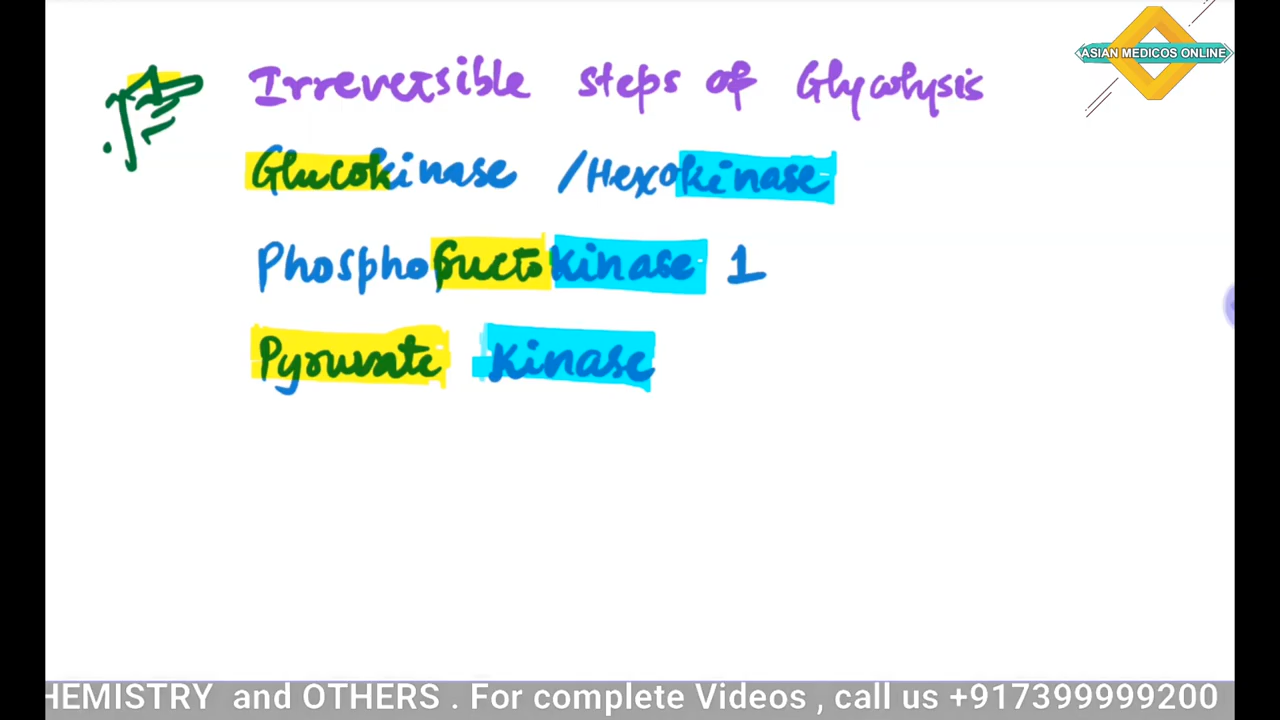 ASIAN MEDICOS ONLINE
Irreversible steps of Glycolysis
Glucokinase /Hexokinase
Phosphofructokinase 1
Pyruvate kinase
HEMISTRY and OTHERS . For complete Videos , call us +917399999200